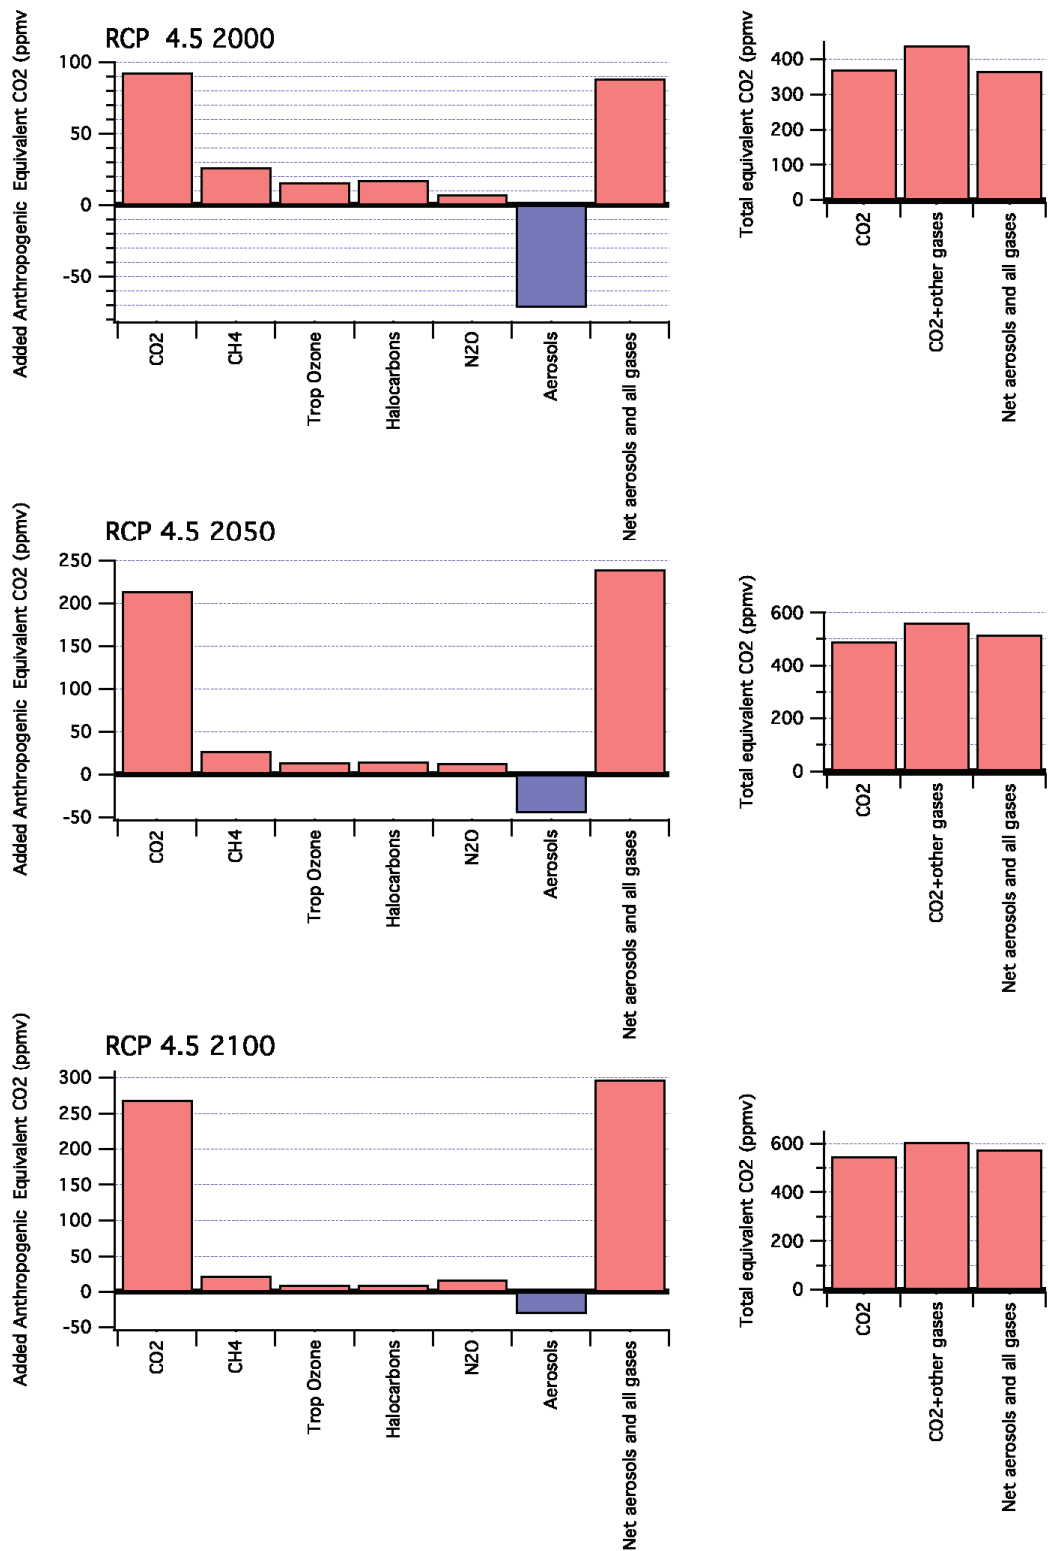 RCP 4.5 2000
Added Anthropogenic Equivalent CO2 (ppmv
100
50
0
-50
CO2
CH4
Trop Ozone
Halocarbons
N2O
Aerosols
Net aerosols and all gases
Total equivalent CO2 (ppmv
400
300
200
100
0
CO2
CO2+other gases
Net aerosols and all gases
RCP 4.5 2050
Added Anthropogenic Equivalent CO2 (ppmv)
250
200
150
100
50
0
-50
CO2
CH4
Trop Ozone
Halocarbons
N2O
Aerosols
Net aerosols and all gases
Total equivalent CO2 (ppmv)
600
400
200
0
CO2
CO2+other gases
Net aerosols and all gases
RCP 4.5 2100
Added Anthropogenic Equivalent CO2 (ppmv)
300
250
200
150
100
50
0
-50
CO2
CH4
Trop Ozone
Halocarbons
N2O
Aerosols
Net aerosols and all gases
Total equivalent CO2 (ppmv)
600
400
200
0
CO2
CO2+other gases
Net aerosols and all gases